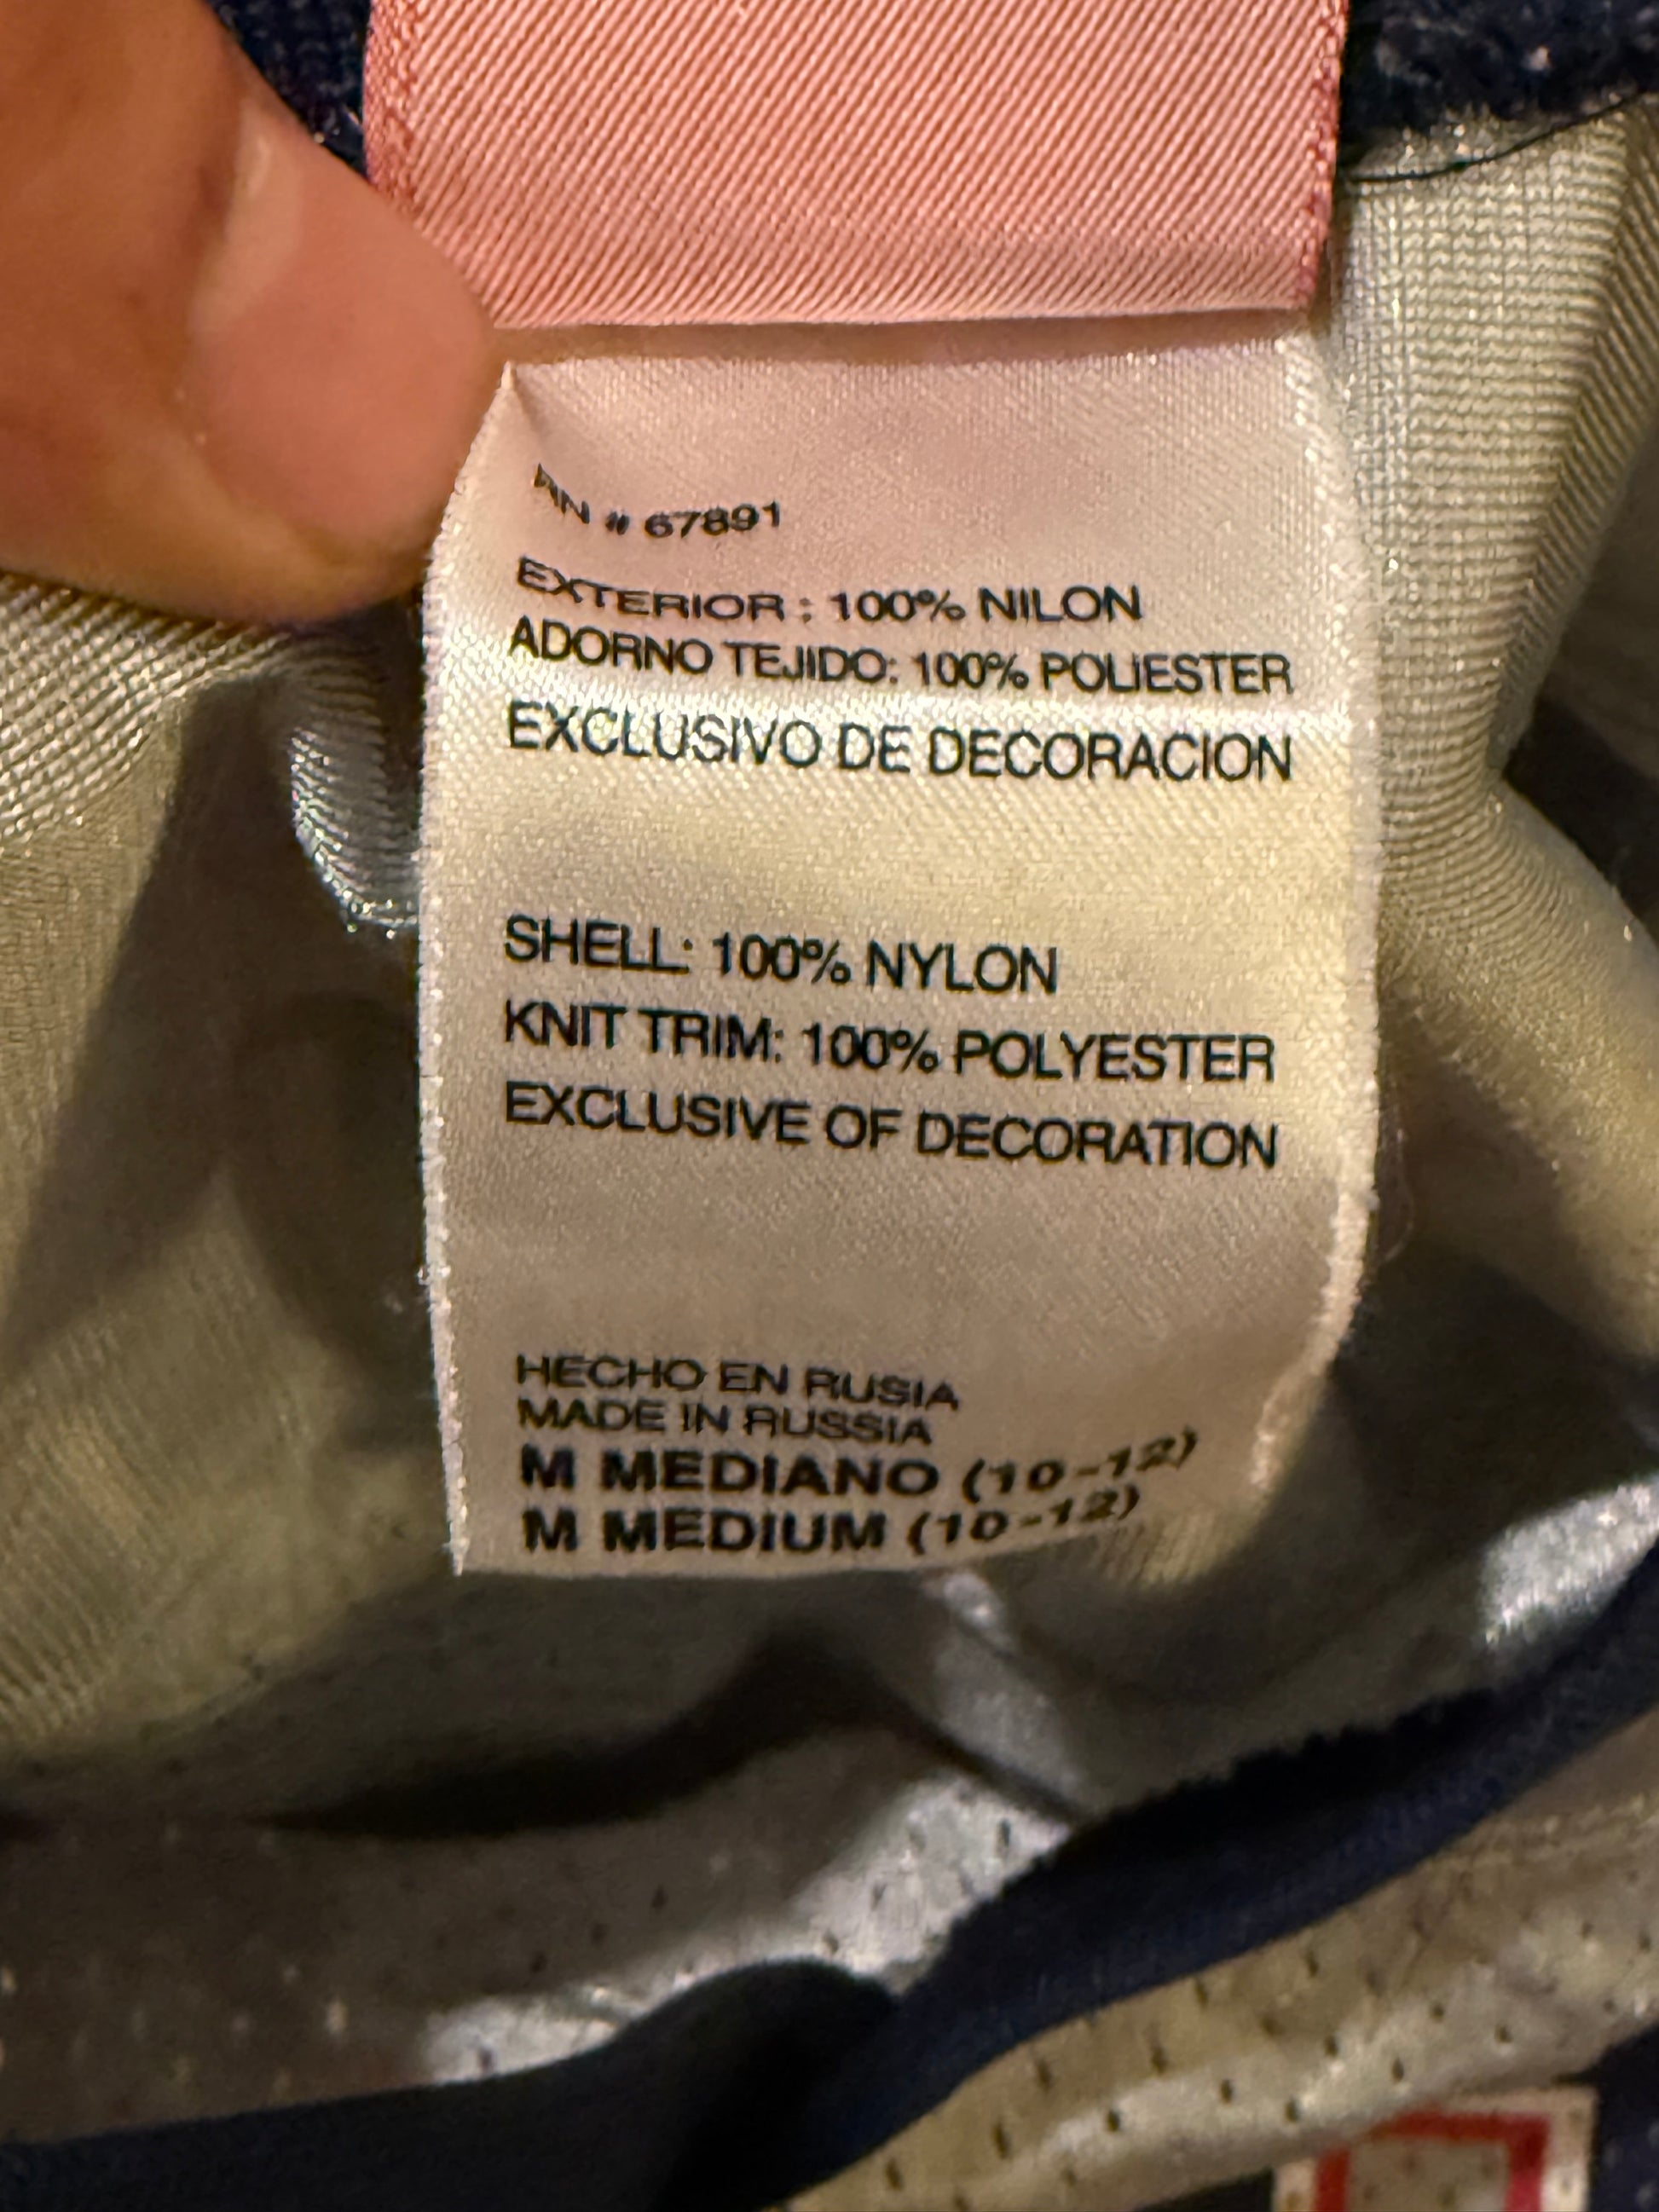 RN # 67891
EXTERIOR : 100% NILON
ADORNO TEJIDO: 100% POLIESTER
EXCLUSIVO DE DECORACION
SHELL: 100% NYLON
KNIT TRIM: 100% POLYESTER
EXCLUSIVE OF DECORATION
HECHO EN RUSIA
MADE IN RUSSIA
M MEDIANO (10-12)
M MEDIUM (10-12)